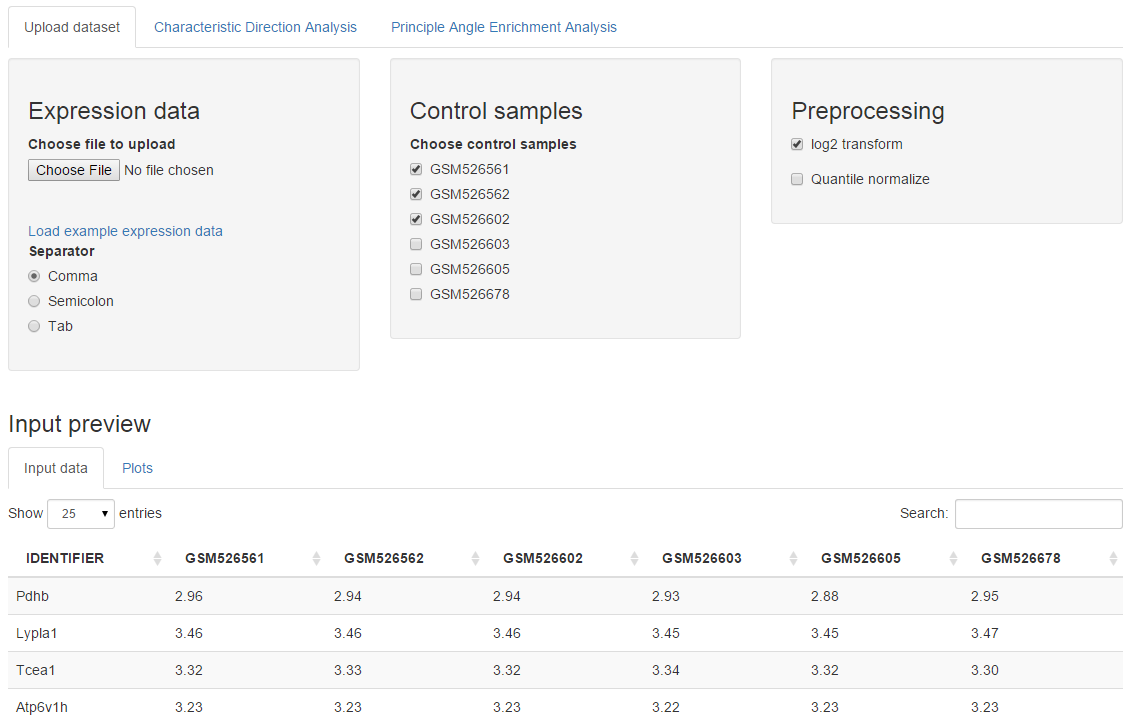 Upload dataset Characteristic Direction Analysis Principle Angle Enrichment Analysis
Expression data
Choose file to upload
Choose File No file chosen
Load example expression data
Separator
Comma
Semicolon
Tab
Control samples
Choose control samples
GSM526561
GSM526562
GSM526602
GSM526603
GSM526605
GSM526678
Preprocessing
log2 transform
Quantile normalize
Input preview
Input data Plots
Show 25 entries Search:
IDENTIFIER GSM526561 GSM526562 GSM526602 GSM526603 GSM526605 GSM526678
Pdhb 2.96 2.94 2.94 2.93 2.88 2.95
Lypla1 3.46 3.46 3.46 3.45 3.45 3.47
Tcea1 3.32 3.33 3.32 3.34 3.32 3.30
Atp6v1h 3.23 3.23 3.23 3.22 3.23 3.23